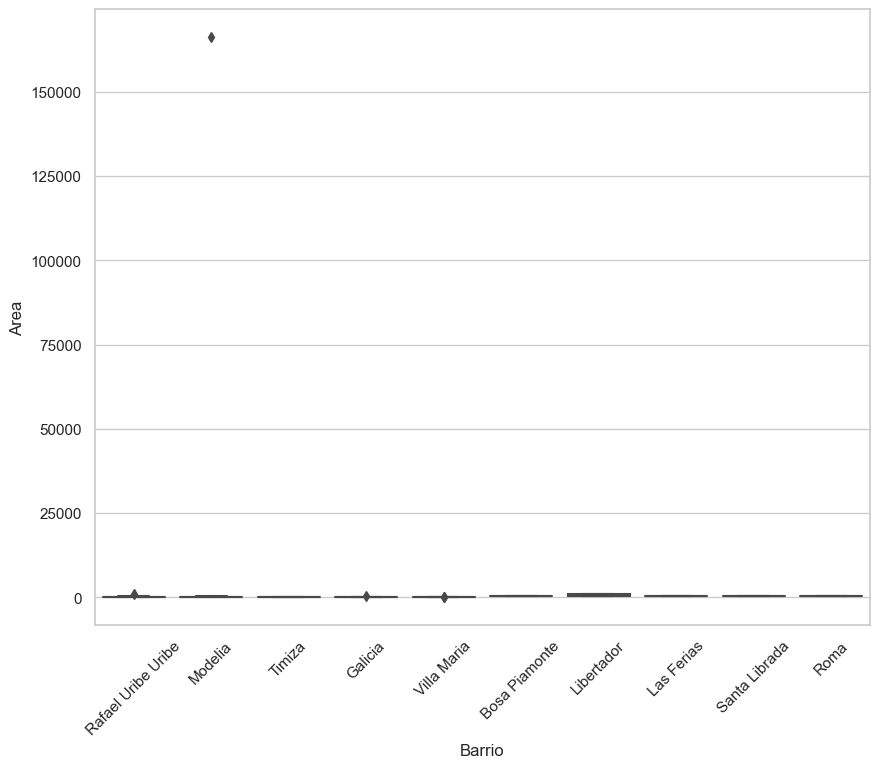 150000
125000
100000
75000
50000
25000
0
Area
Rafael Uribe Uribe
Modelia
Timiza
Galicia
Villa Maria
Bosa Piamonte
Libertador
Las Ferias
Santa Librada
Roma
Barrio